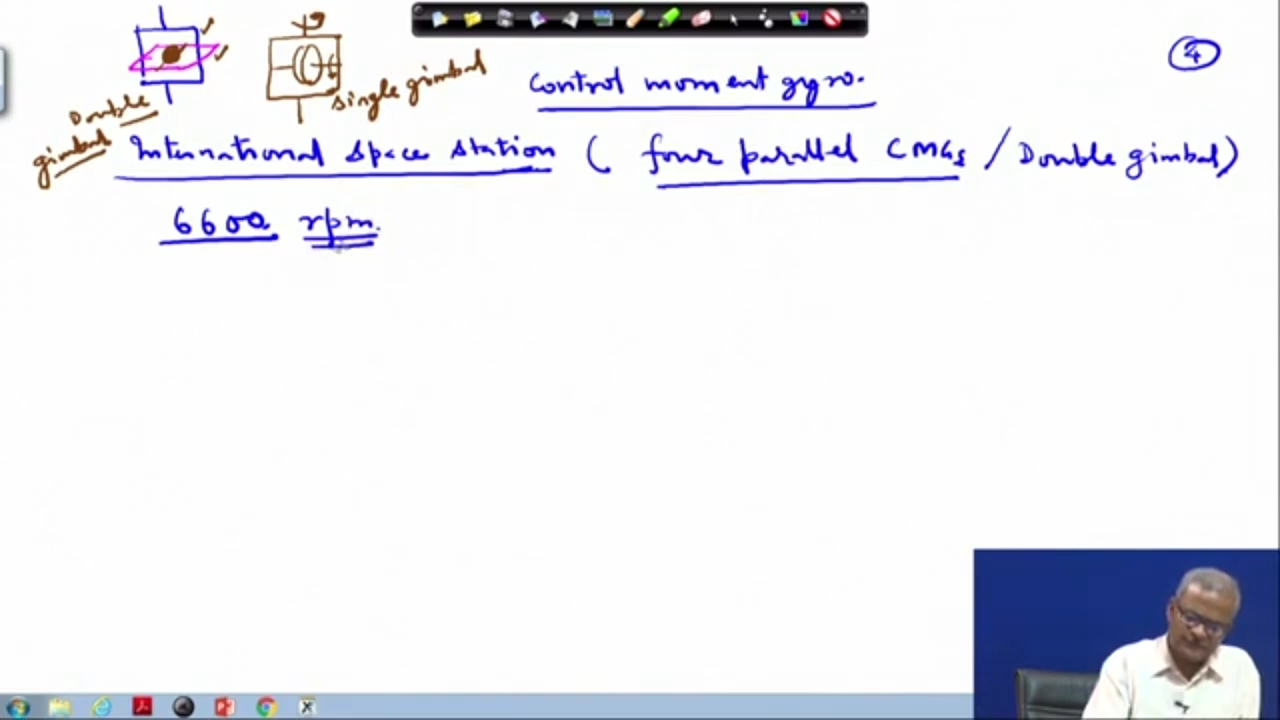 4
Control moment gyro.
single gimbal
Double
gimbal
International Space Station ( four parallel CMGs / Double gimbal )
6600 rpm.